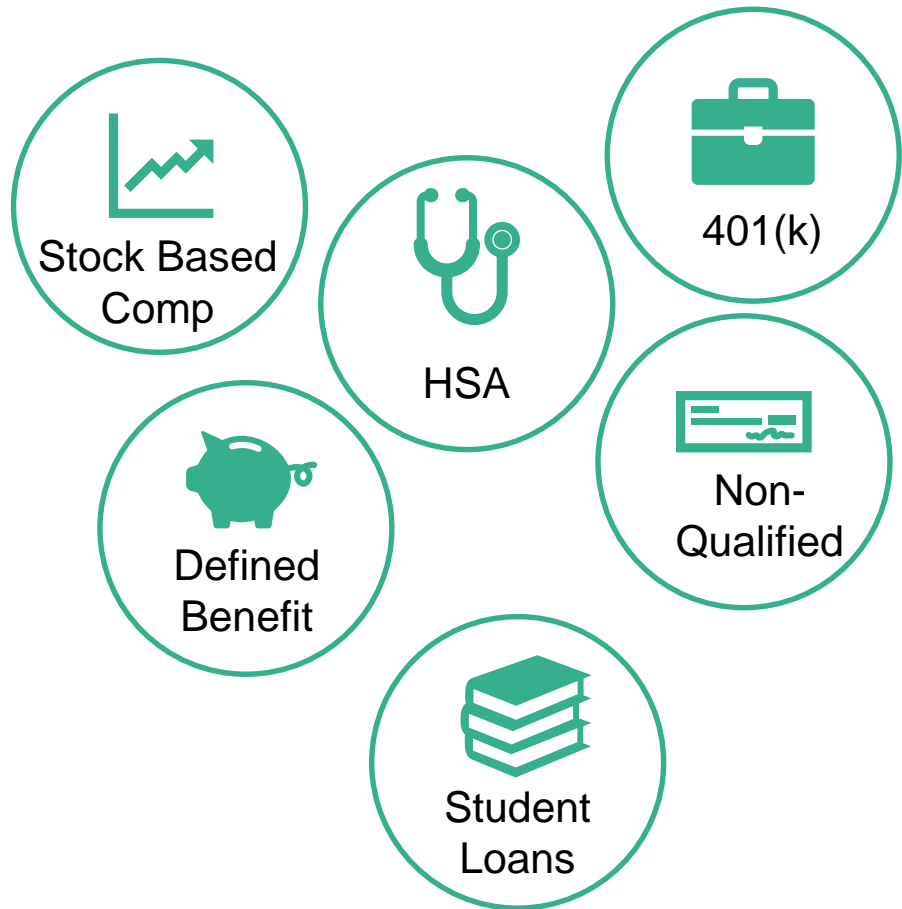 Stock Based
Comp
HSA
401(k)
Defined
Benefit
Non-
Qualified
Student
Loans